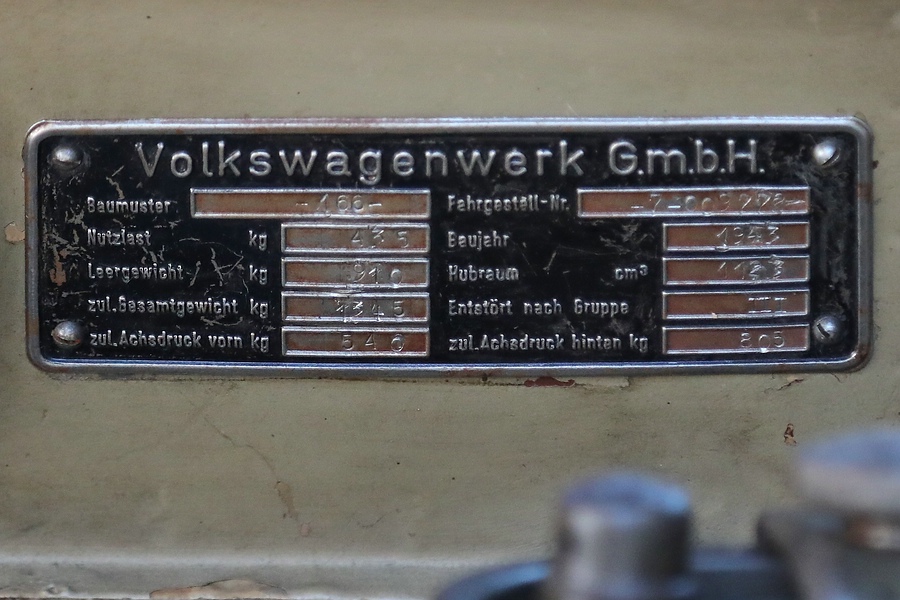 Volkswagenwerk G.m.b.H.
Baumuster -166- Fahrgestell-Nr.
Nutzlast kg 435 Baujahr 1943
Leergewicht kg 910 Hubraum cm³
zul.Gesamtgewicht kg 1345 Entstört nach Gruppe
zul.Achsdruck vorn kg 540 zul.Achsdruck hinten kg 805